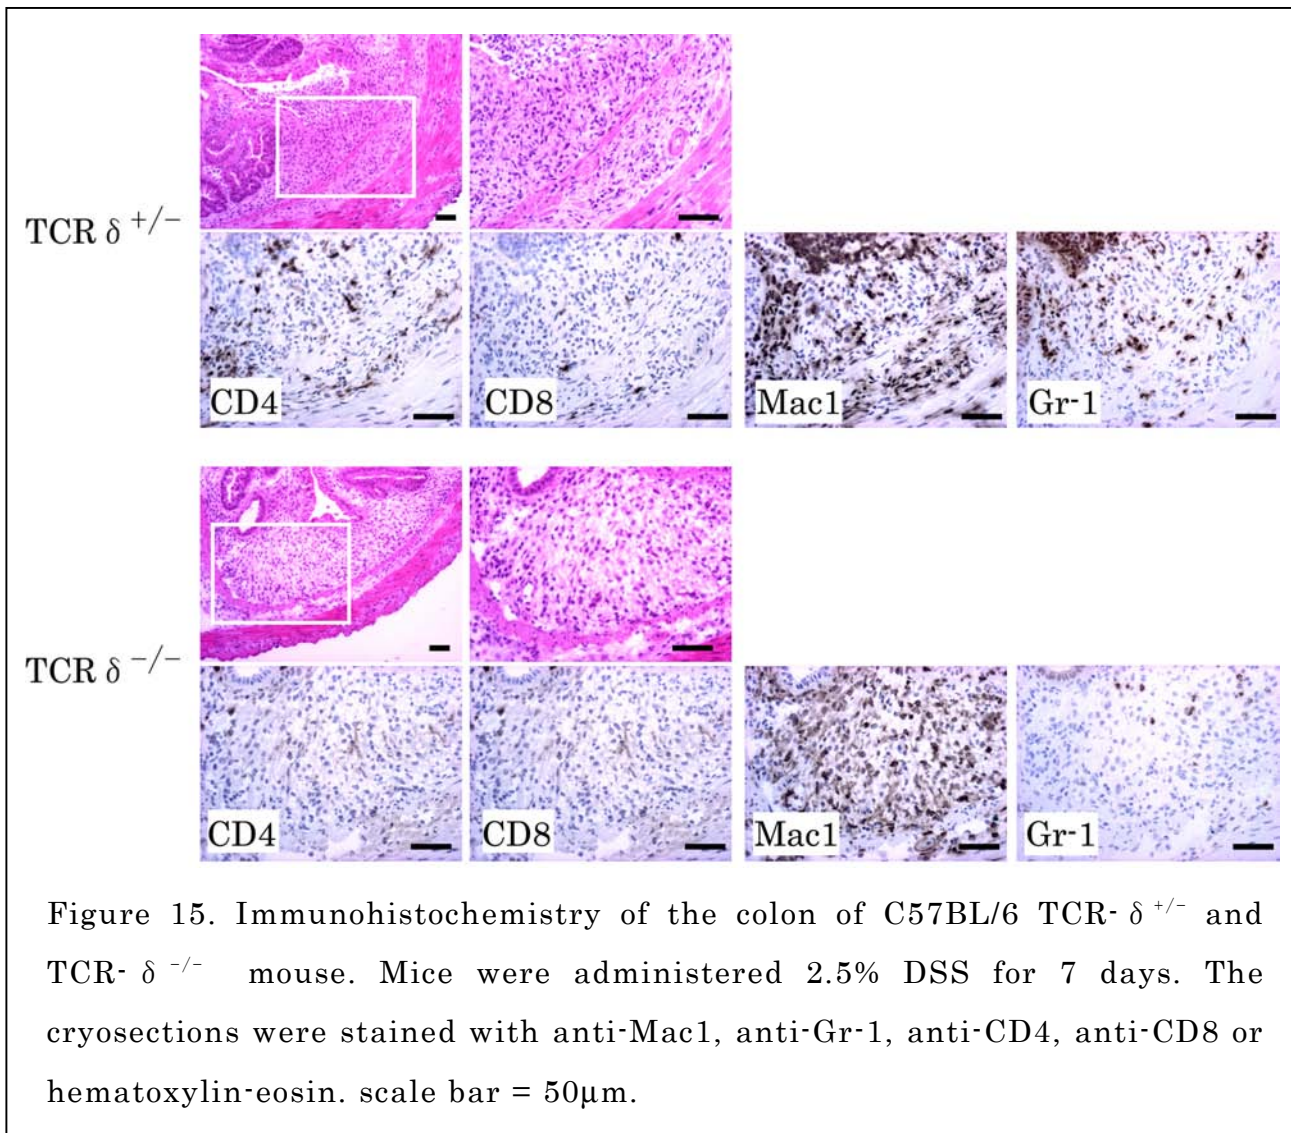 TCR δ +/−
CD4
CD8
Mac1
Gr-1
TCR δ −/−
CD4
CD8
Mac1
Gr-1
Figure 15. Immunohistochemistry of the colon of C57BL/6 TCR- δ +/− and
TCR- δ −/− mouse. Mice were administered 2.5% DSS for 7 days. The
cryosections were stained with anti-Mac1, anti-Gr-1, anti-CD4, anti-CD8 or
hematoxylin-eosin. scale bar = 50μm.